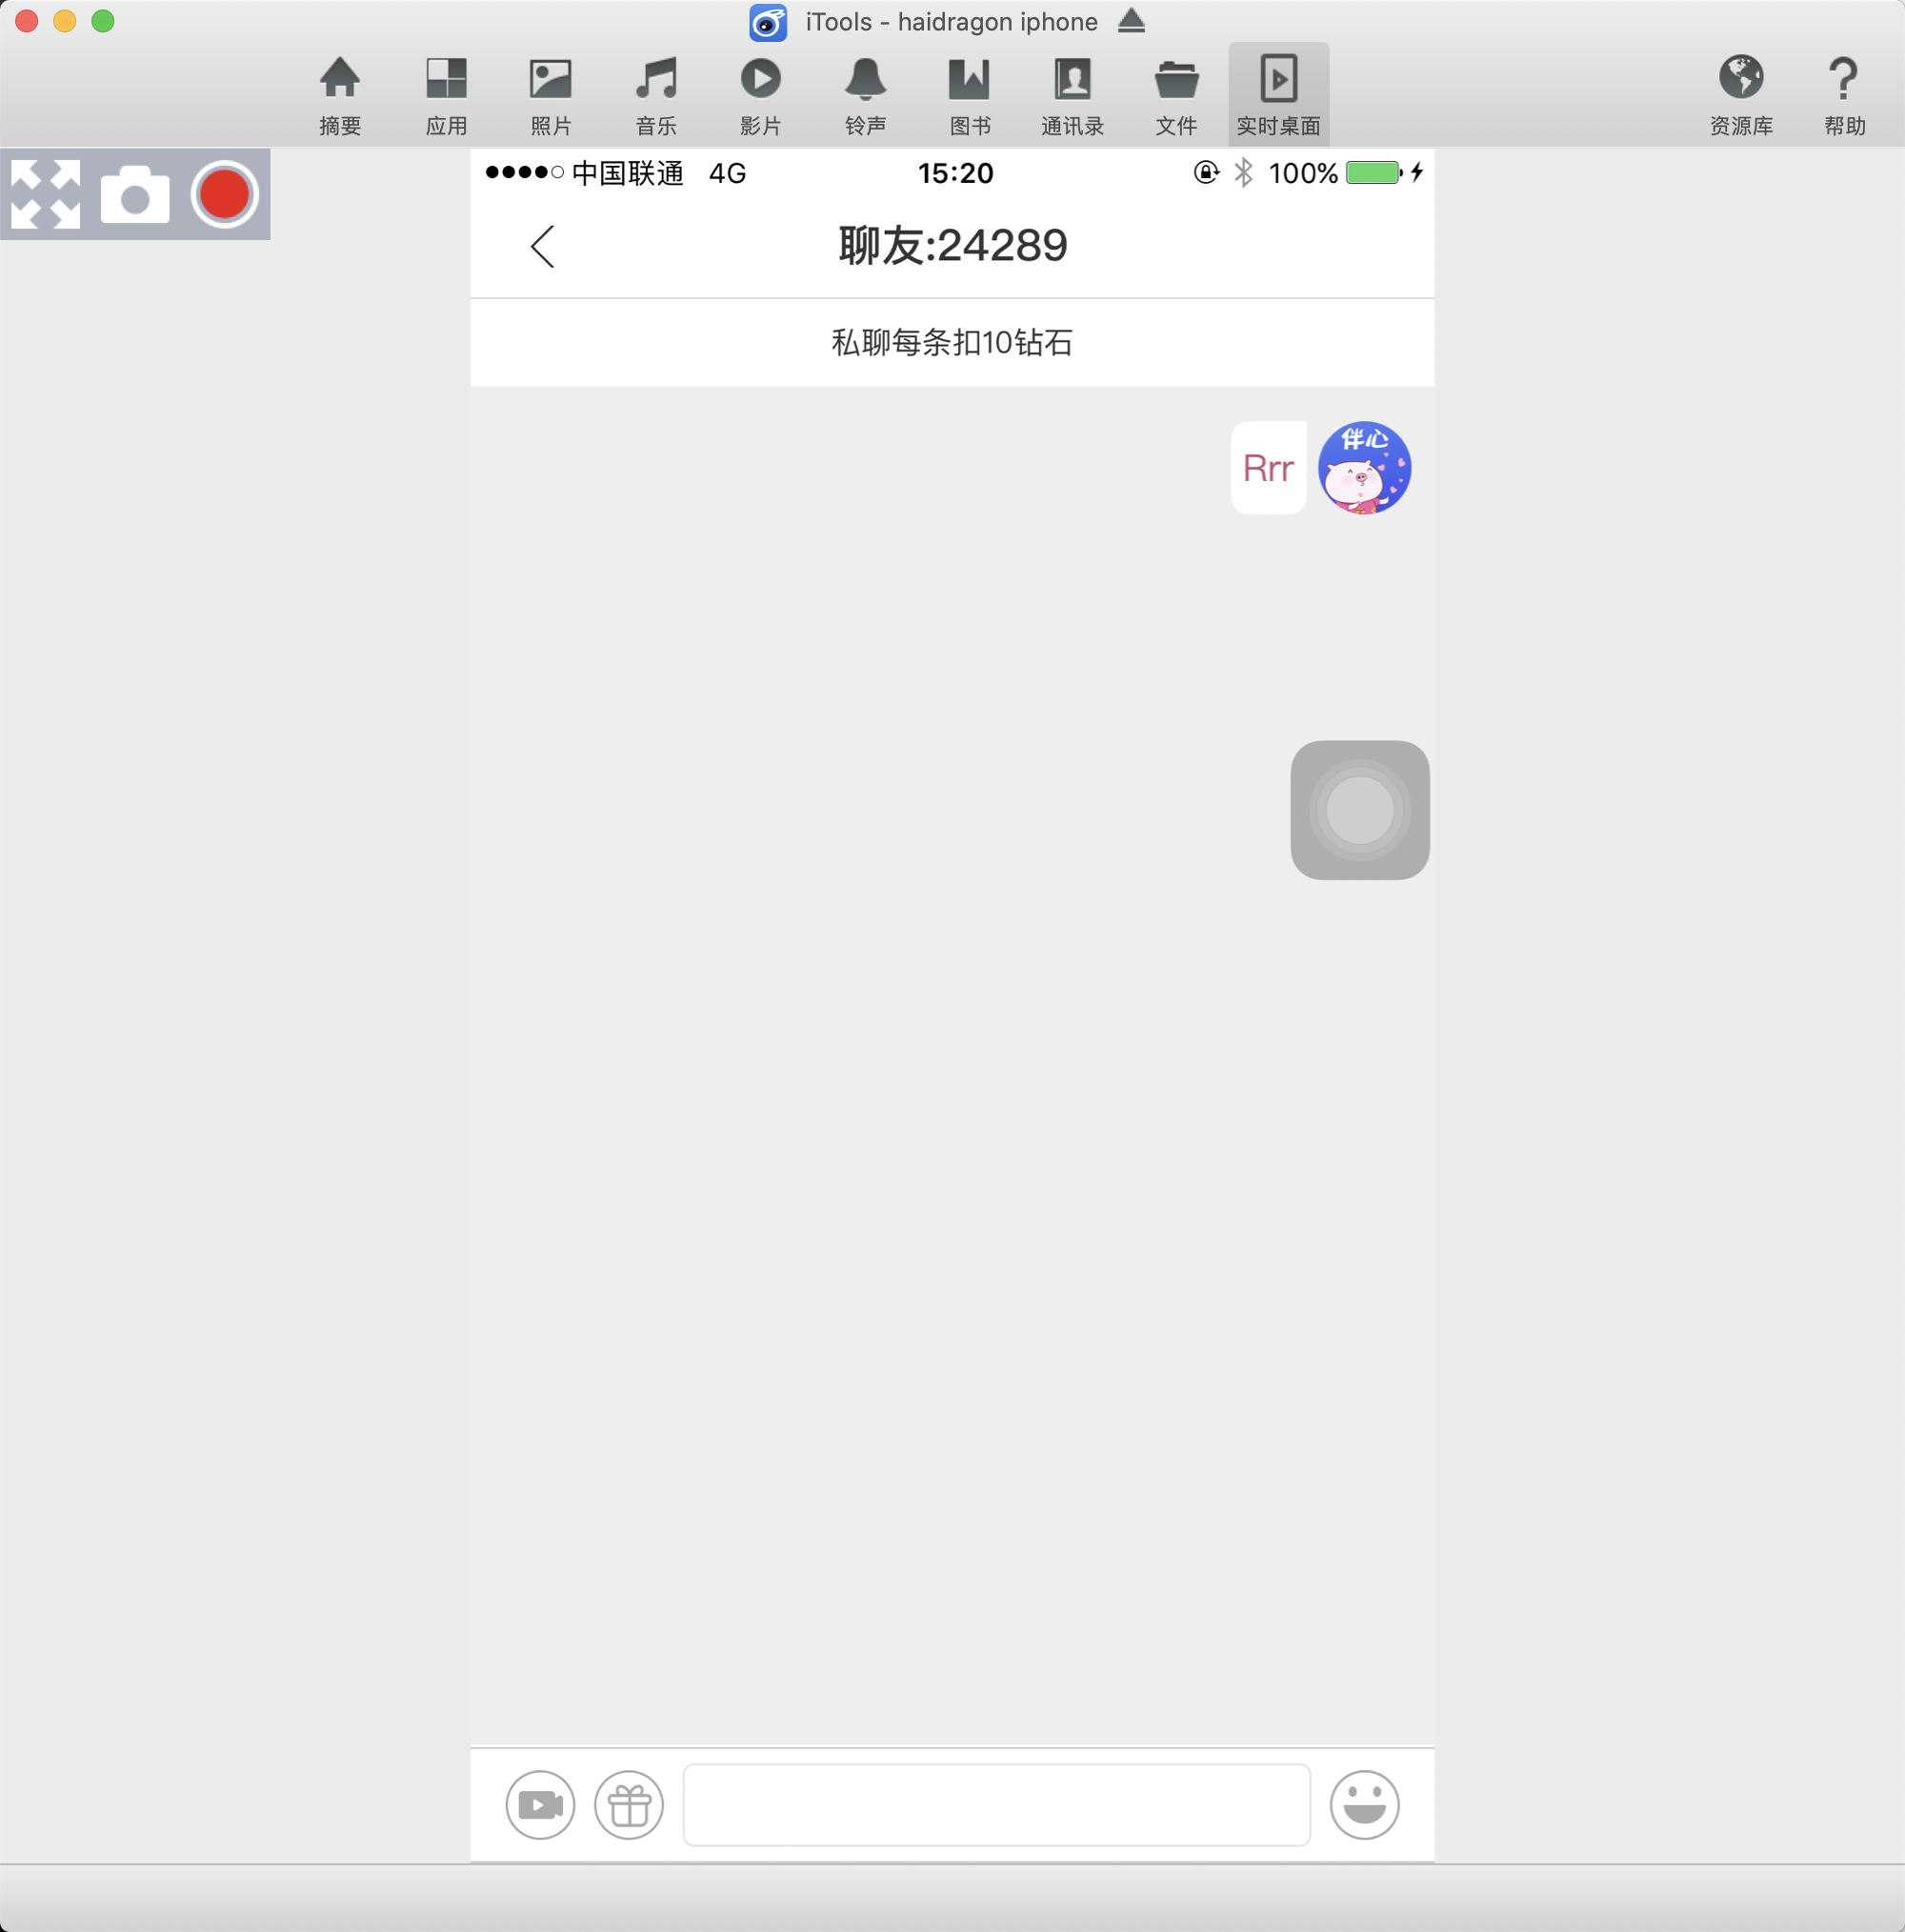 iTools - haidragon iphone
摘要 应用 照片 音乐 影片 铃声 图书 通讯录 文件 实时桌面 资源库 帮助
中国联通 4G 15:20 100%
聊友:24289
私聊每条扣10钻石
伴心
Rrr